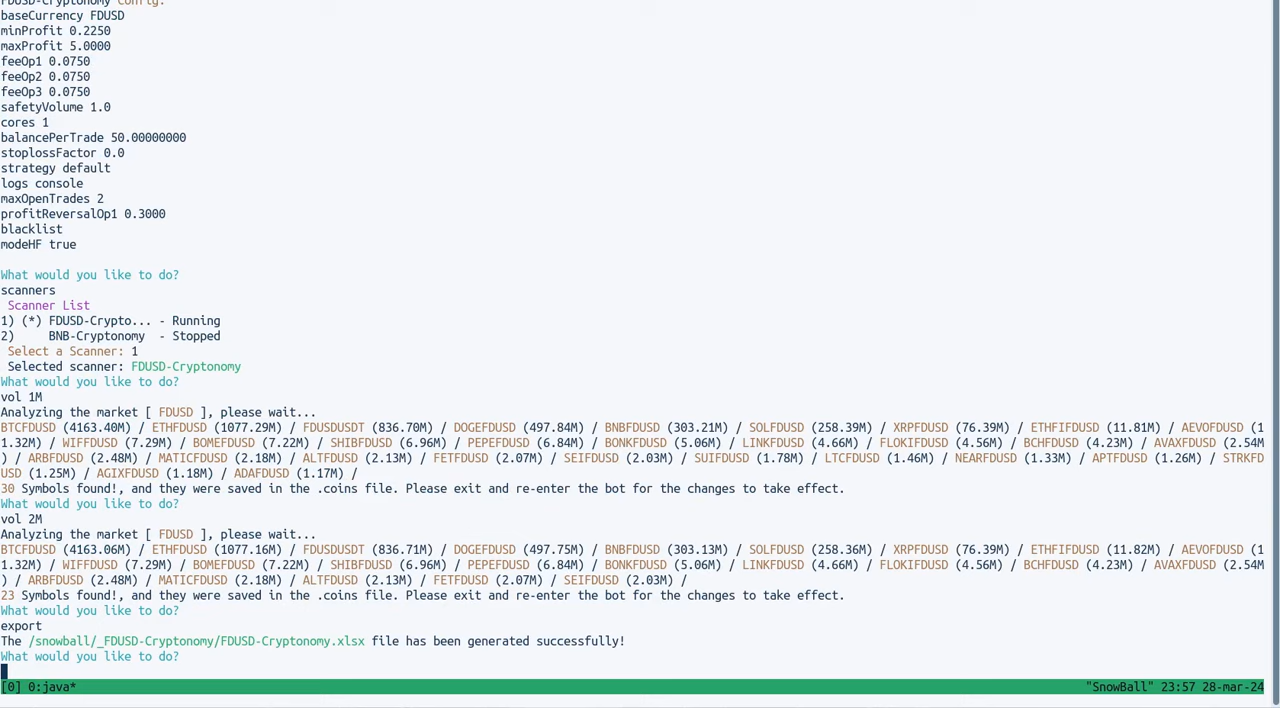 FDUSD-Cryptonomy Config:
baseCurrency FDUSD
minProfit 0.2250
maxProfit 5.0000
feeOp1 0.0750
feeOp2 0.0750
feeOp3 0.0750
safetyVolume 1.0
cores 1
balancePerTrade 50.00000000
stoplossFactor 0.0
strategy default
logs console
maxOpenTrades 2
profitReversalOp1 0.3000
blacklist
modeHF true
What would you like to do?
scanners
Scanner List
1) (*) FDUSD-Crypto... - Running
2)     BNB-Cryptonomy  - Stopped
Select a Scanner: 1
Selected scanner: FDUSD-Cryptonomy
What would you like to do?
vol 1M
Analyzing the market [ FDUSD ], please wait...
BTCFDUSD (4163.40M) / ETHFDUSD (1077.29M) / FDUSDUSDT (836.70M) / DOGEFDUSD (497.84M) / BNBFDUSD (303.21M) / SOLFDUSD (258.39M) / XRPFDUSD (76.39M) / ETHFIFDUSD (11.81M) / AEVOFDUSD (1
1.32M) / WIFFDUSD (7.29M) / BOMEFDUSD (7.22M) / SHIBFDUSD (6.96M) / PEPEFDUSD (6.84M) / BONKFDUSD (5.06M) / LINKFDUSD (4.66M) / FLOKIFDUSD (4.56M) / BCHFDUSD (4.23M) / AVAXFDUSD (2.54M
) / ARBFDUSD (2.48M) / MATICFDUSD (2.18M) / ALTFDUSD (2.13M) / FETFDUSD (2.07M) / SEIFDUSD (2.03M) / SUIFDUSD (1.78M) / LTCFDUSD (1.46M) / NEARFDUSD (1.33M) / APTFDUSD (1.26M) / STRKFD
USD (1.25M) / AGIXFDUSD (1.18M) / ADAFDUSD (1.17M) /
30 Symbols found!, and they were saved in the .coins file. Please exit and re-enter the bot for the changes to take effect.
What would you like to do?
vol 2M
Analyzing the market [ FDUSD ], please wait...
BTCFDUSD (4163.06M) / ETHFDUSD (1077.16M) / FDUSDUSDT (836.71M) / DOGEFDUSD (497.75M) / BNBFDUSD (303.13M) / SOLFDUSD (258.36M) / XRPFDUSD (76.39M) / ETHFIFDUSD (11.82M) / AEVOFDUSD (1
1.32M) / WIFFDUSD (7.29M) / BOMEFDUSD (7.22M) / SHIBFDUSD (6.96M) / PEPEFDUSD (6.84M) / BONKFDUSD (5.06M) / LINKFDUSD (4.66M) / FLOKIFDUSD (4.56M) / BCHFDUSD (4.23M) / AVAXFDUSD (2.54M
) / ARBFDUSD (2.48M) / MATICFDUSD (2.18M) / ALTFDUSD (2.13M) / FETFDUSD (2.07M) / SEIFDUSD (2.03M) /
23 Symbols found!, and they were saved in the .coins file. Please exit and re-enter the bot for the changes to take effect.
What would you like to do?
export
The /snowball/_FDUSD-Cryptonomy/FDUSD-Cryptonomy.xlsx file has been generated successfully!
What would you like to do?
[0] 0:java* "SnowBall" 23:57 28-mar-24